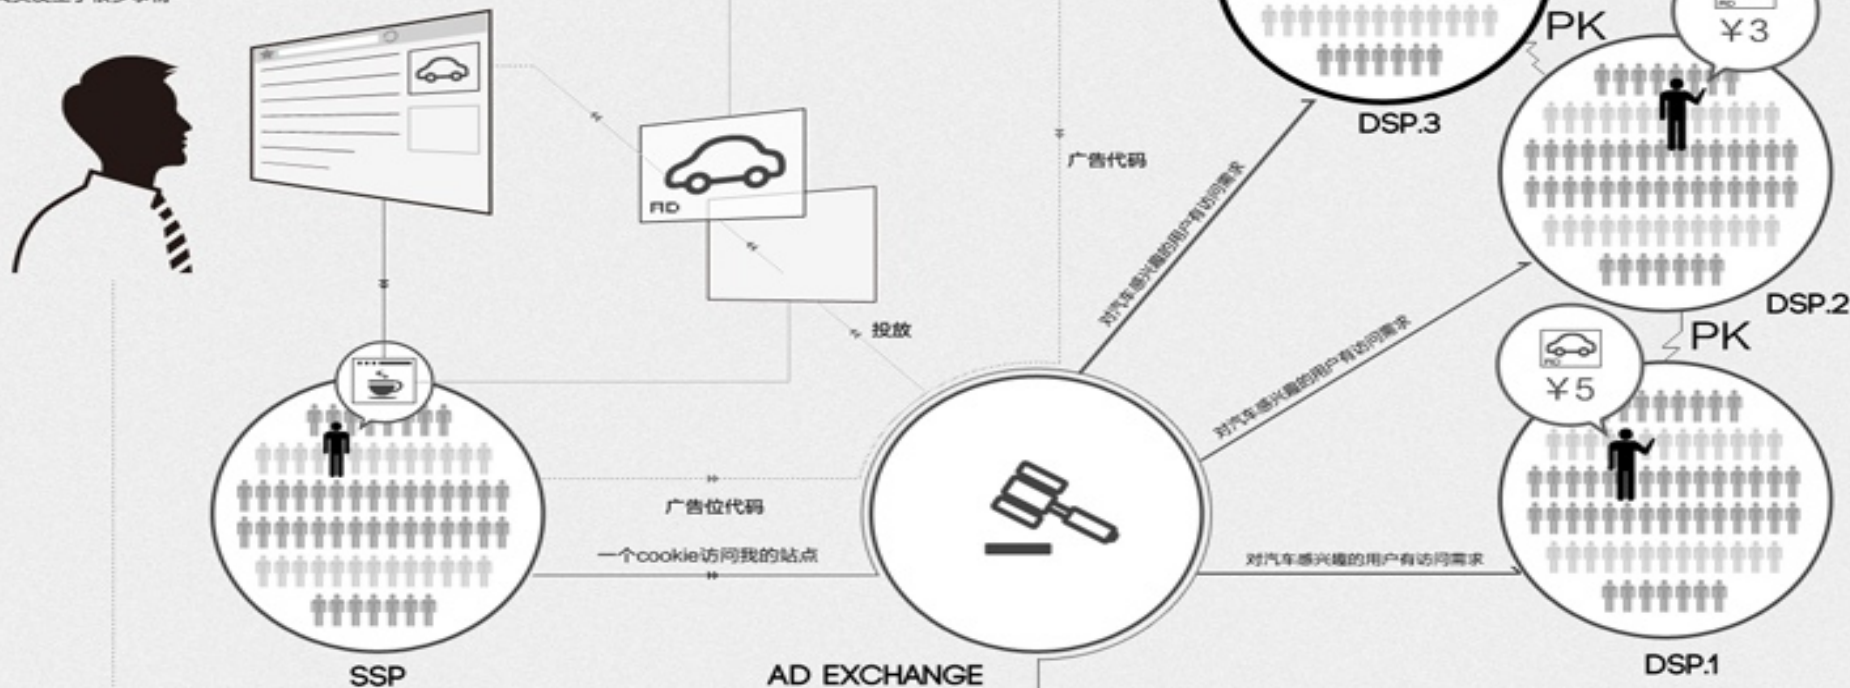 PK
¥3
DSP.3
广告代码
对汽车感兴趣的用户有访问需求
AD
DSP.2
投放
对汽车感兴趣的用户有访问需求
PK
AD
¥5
广告位代码
一个cookie访问我的站点
对汽车感兴趣的用户有访问需求
SSP
AD EXCHANGE
DSP.1